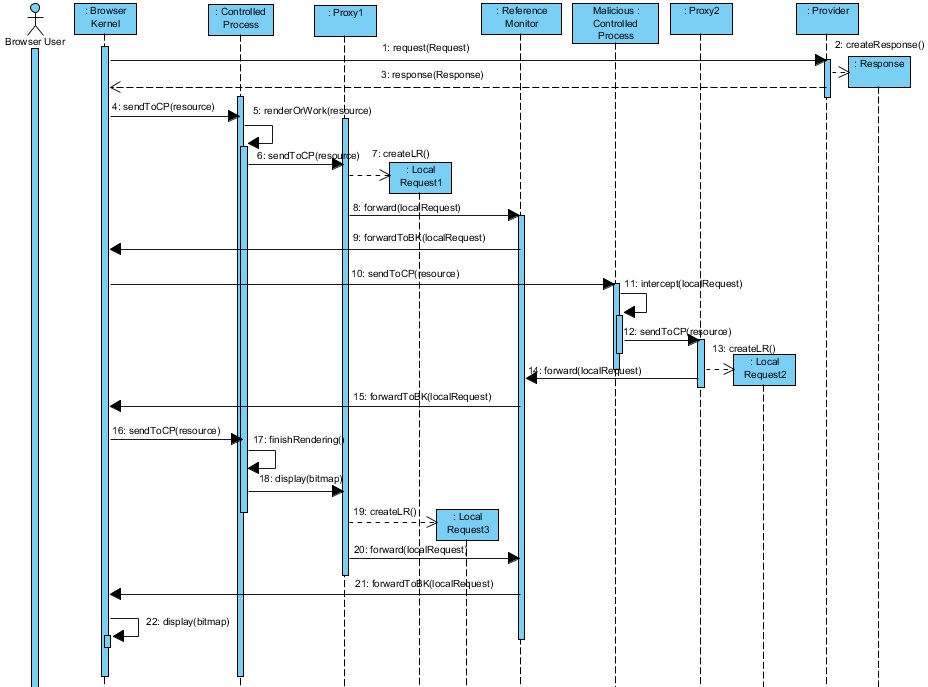 Browser User
: Browser
Kernel
: Controlled
Process
: Proxy1
: Reference
Monitor
Malicious :
Controlled
Process
: Proxy2
: Provider
1: request(Request)
2: createResponse()
: Response
3: response(Response)
4: sendToCP(resource)
5: renderOrWork(resource)
6: sendToCP(resource)
7: createLR()
: Local
Request1
8: forward(localRequest)
9: forwardToBK(localRequest)
10: sendToCP(resource)
11: intercept(localRequest)
12: sendToCP(resource)
13: createLR()
: Local
Request2
14: forward(localRequest)
15: forwardToBK(localRequest)
16: sendToCP(resource)
17: finishRendering()
18: display(bitmap)
19: createLR()
: Local
Request3
20: forward(localRequest)
21: forwardToBK(localRequest)
22: display(bitmap)